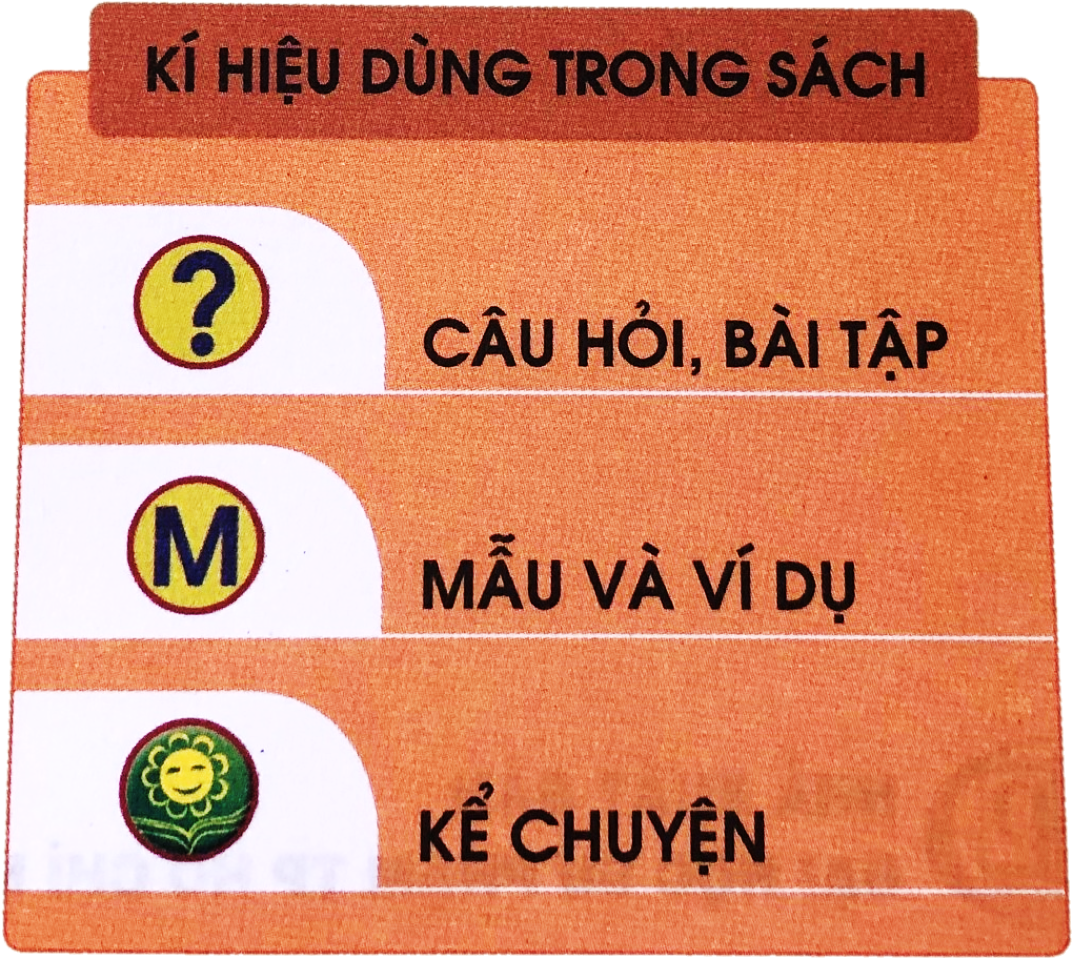 KÍ HIỆU DÙNG TRONG SÁCH
?
CÂU HỎI, BÀI TẬP
M
MẪU VÀ VÍ DỤ
KỂ CHUYỆN